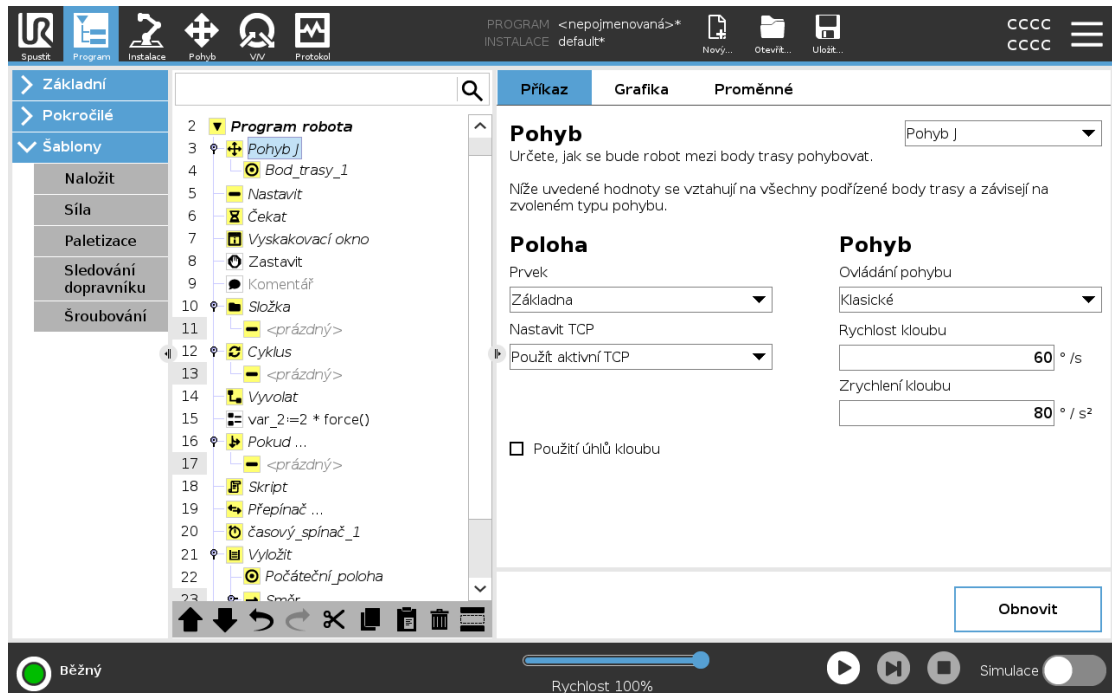 PROGRAM <nepojmenovaná>*
INSTALACE default*
Spustit
Program
Instalace
Pohyb
V/V
Protokol
Nový...
Otevřít...
Uložit...
CCCC
CCCC
Základní
Pokročilé
Šablony
Naložit
Síla
Paletizace
Sledování
dopravníku
Šroubování
2 Program robota
3 Pohyb J
4 Bod_trasy_1
5 Nastavit
6 Čekat
7 Vyskakovací okno
8 Zastavit
9 Komentář
10 Složka
11 <prázdný>
12 Cyklus
13 <prázdný>
14 Vyvolat
15 var_2:=2 * force()
16 Pokud ...
17 <prázdný>
18 Skript
19 Přepínač ...
20 časový_spínač_1
21 Vyložit
22 Počáteční_poloha
23 Směr
Příkaz
Grafika
Proměnné
Pohyb
Pohyb J
Určete, jak se bude robot mezi body trasy pohybovat.
Níže uvedené hodnoty se vztahují na všechny podřízené body trasy a závisejí na
zvoleném typu pohybu.
Poloha
Prvek
Základna
Nastavit TCP
Použít aktivní TCP
Použití úhlů kloubu
Pohyb
Ovládání pohybu
Klasické
Rychlost kloubu
60 ° /s
Zrychlení kloubu
80 ° / s²
Obnovit
Běžný
Rychlost 100%
Simulace